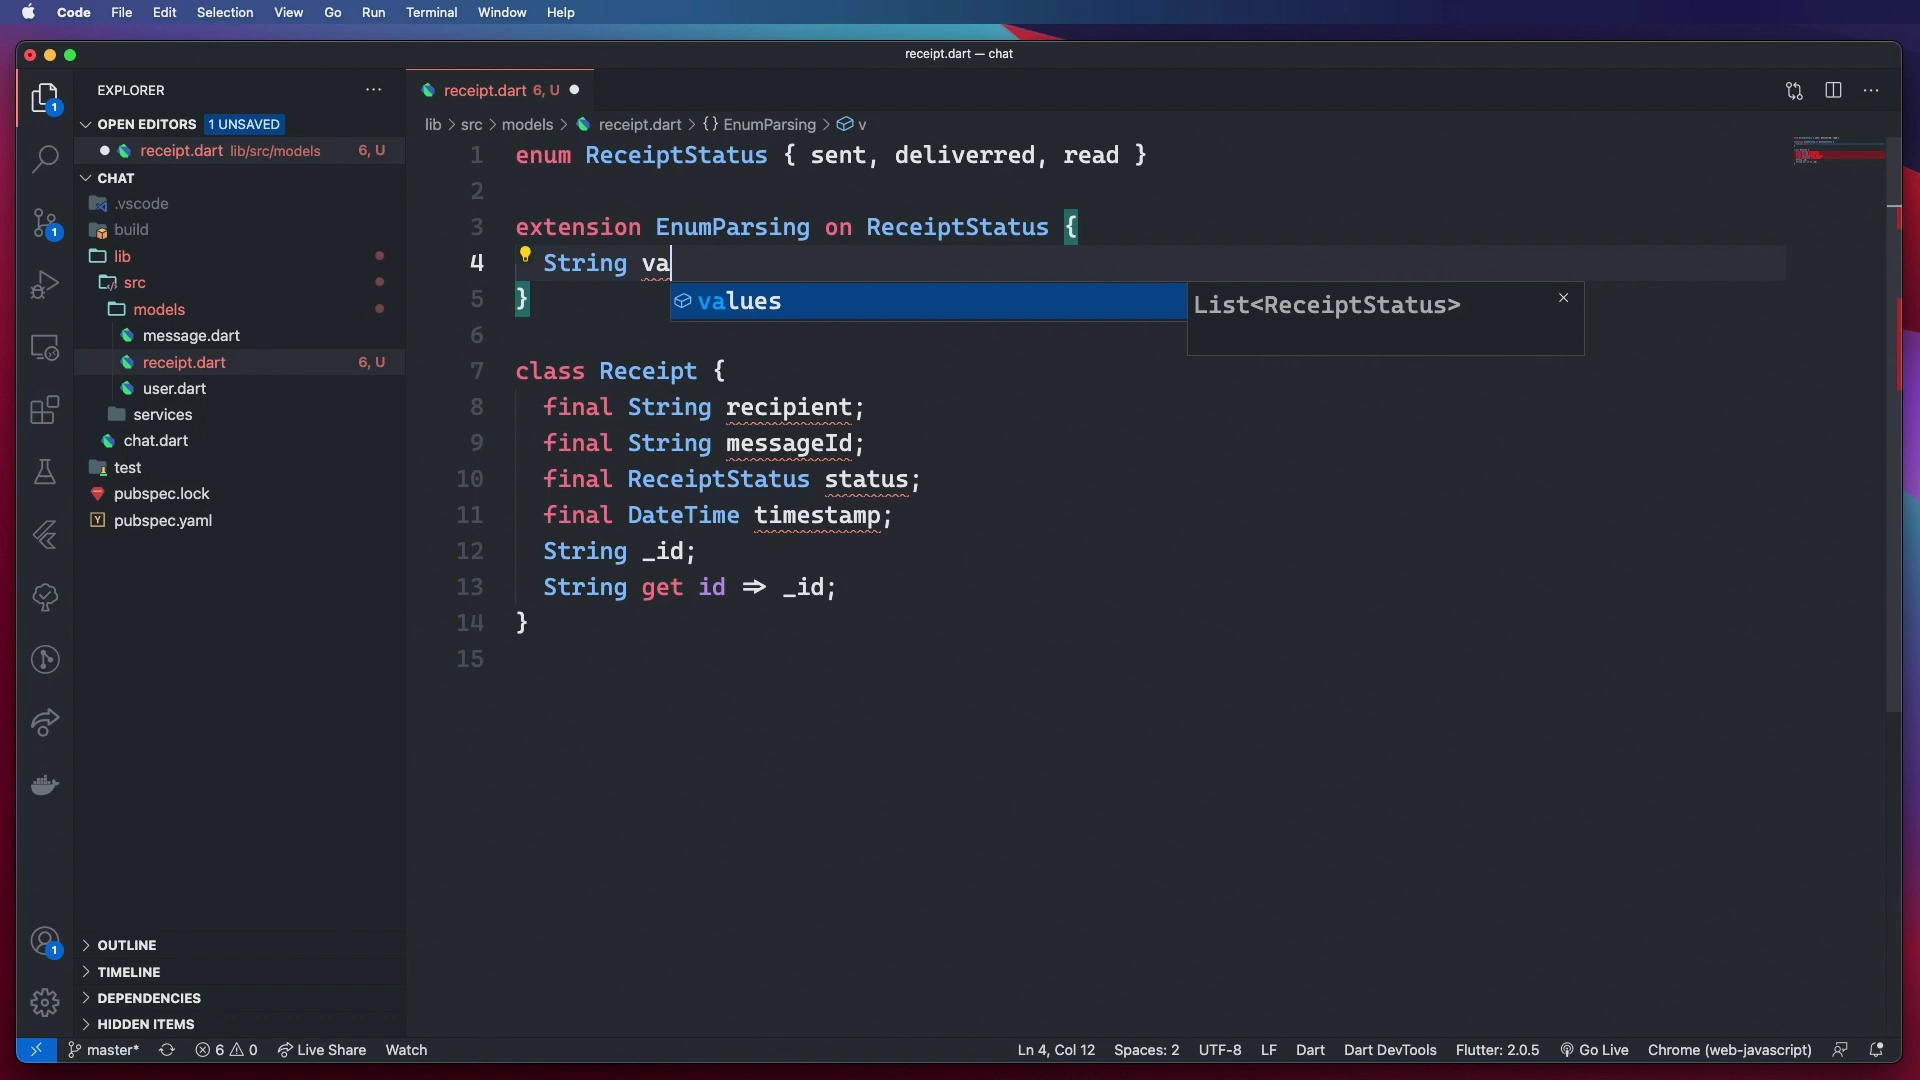 Code File Edit Selection View Go Run Terminal Window Help
receipt.dart — chat
EXPLORER
OPEN EDITORS 1 UNSAVED
receipt.dart lib/src/models 6, U
CHAT
.vscode
build
lib
src
models
message.dart
receipt.dart 6, U
user.dart
services
chat.dart
test
pubspec.lock
pubspec.yaml
OUTLINE
TIMELINE
DEPENDENCIES
HIDDEN ITEMS
1
1
1
receipt.dart 6, U
lib > src > models > receipt.dart > {} EnumParsing > v
1 enum ReceiptStatus { sent, deliverred, read }
2
3 extension EnumParsing on ReceiptStatus {
4 String va
values
List<ReceiptStatus>
5 }
6
7 class Receipt {
8 final String recipient;
9 final String messageId;
10 final ReceiptStatus status;
11 final DateTime timestamp;
12 String _id;
13 String get id => _id;
14 }
15
master* 6 0 Live Share Watch
Ln 4, Col 12 Spaces: 2 UTF-8 LF Dart Dart DevTools Flutter: 2.0.5 Go Live Chrome (web-javascript)